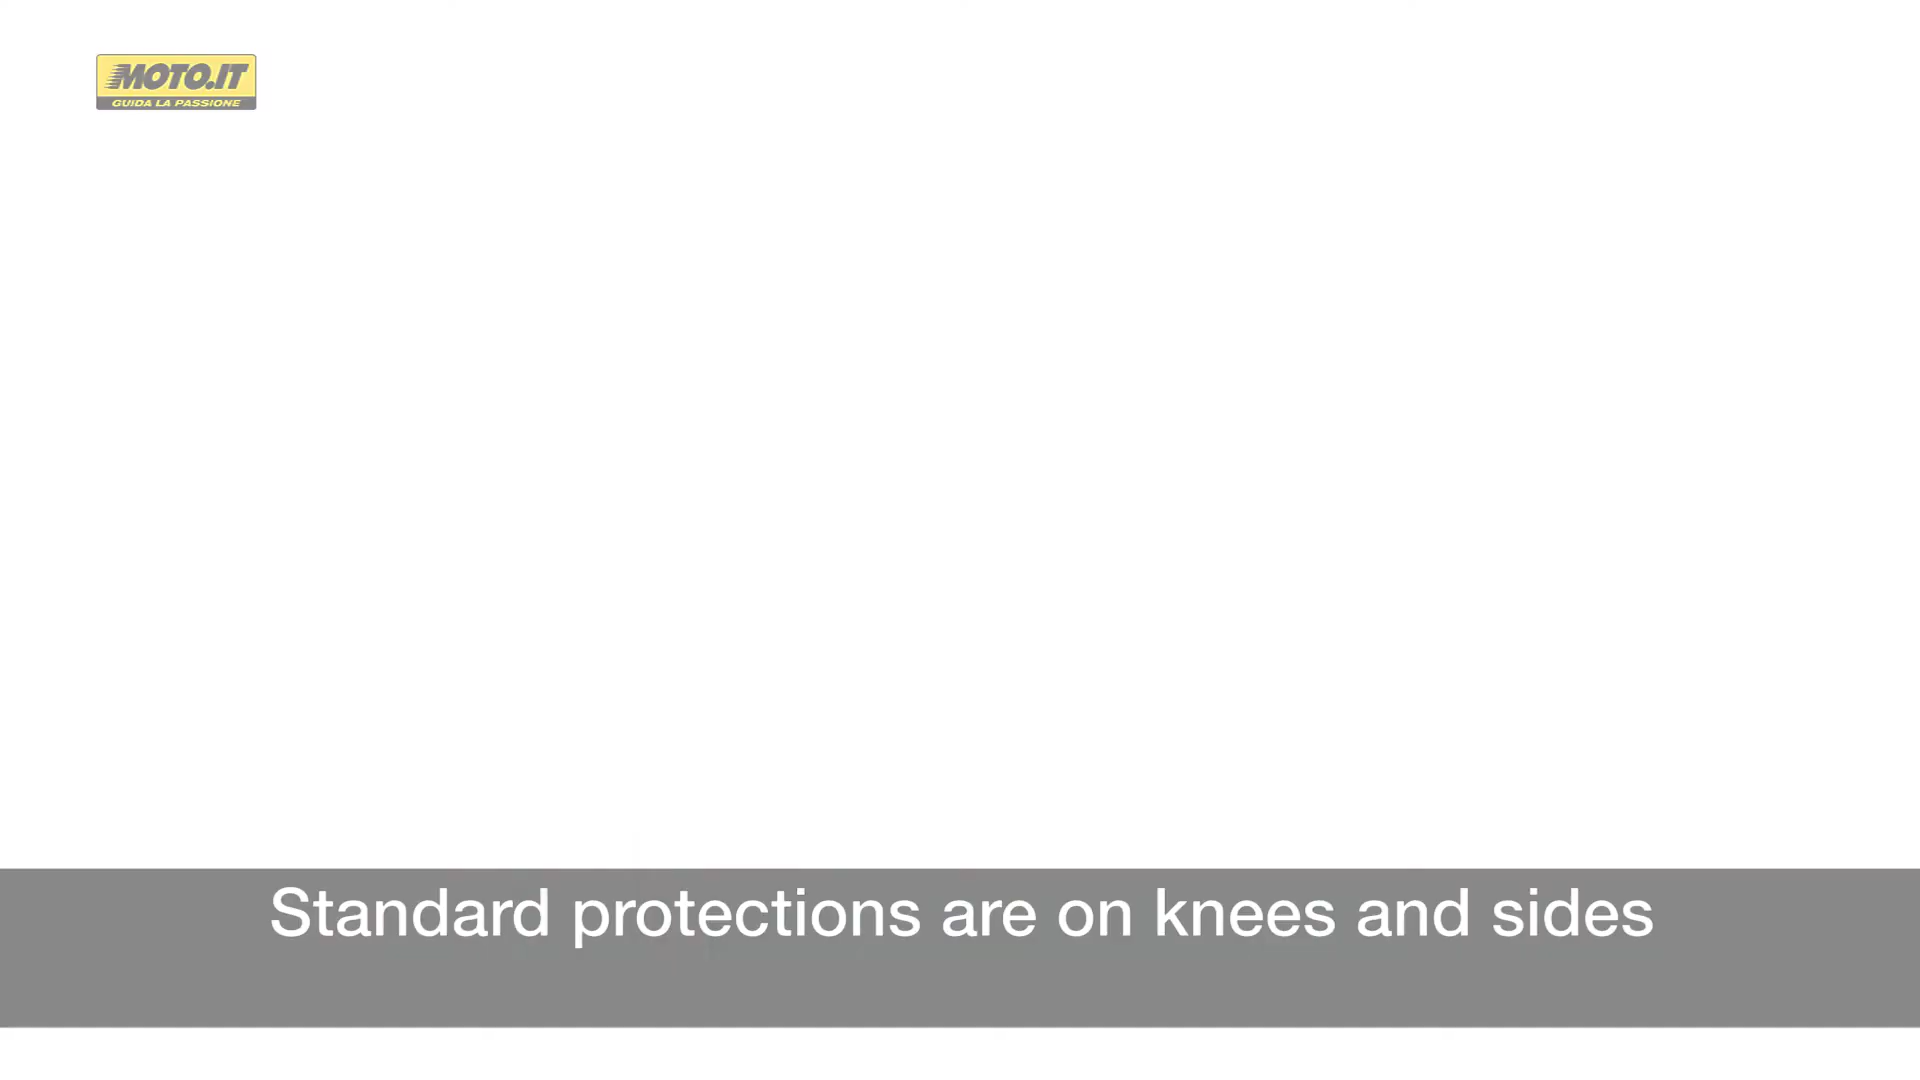 MOTO.IT
GUIDA LA PASSIONE
Standard protections are on knees and sides